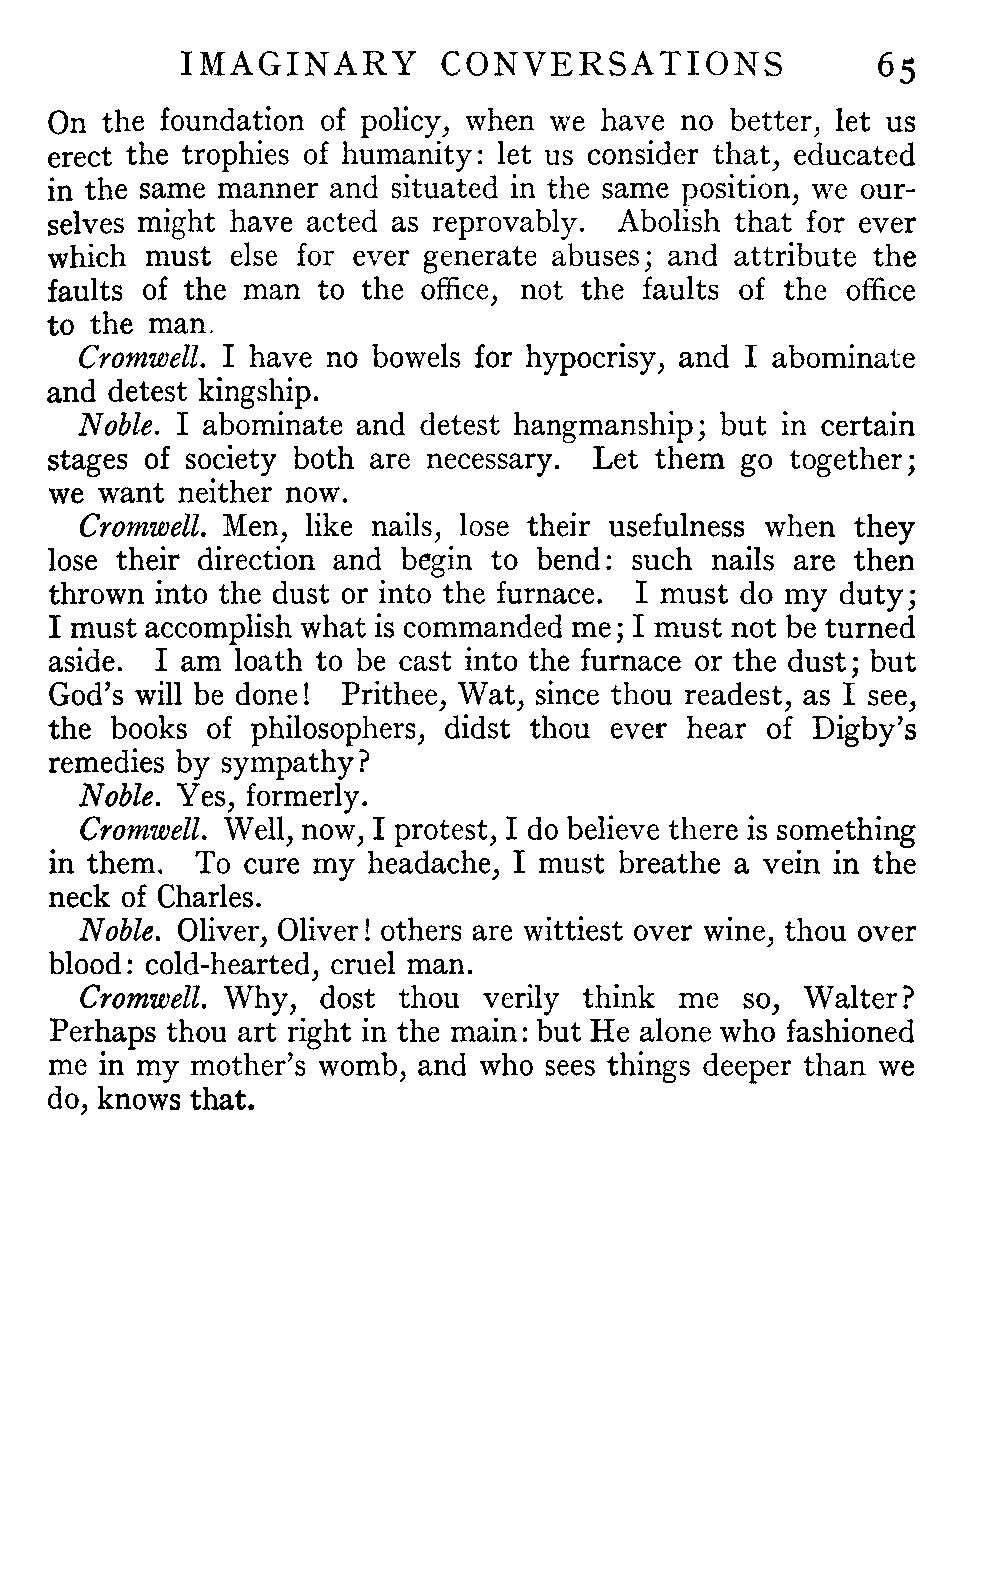 IMAGINARY CONVERSATIONS 65
On the foundation of policy, when we have no better, let us
erect the trophies of humanity: let us consider that, educated
in the same manner and situated in the same position, we our-
selves might have acted as reprovably. Abolish that for ever
which must else for ever generate abuses; and attribute the
faults of the man to the office, not the faults of the office
to the man.
Cromwell. I have no bowels for hypocrisy, and I abominate
and detest kingship.
Noble. I abominate and detest hangmanship; but in certain
stages of society both are necessary. Let them go together;
we want neither now.
Cromwell. Men, like nails, lose their usefulness when they
lose their direction and begin to bend: such nails are then
thrown into the dust or into the furnace. I must do my duty;
I must accomplish what is commanded me; I must not be turned
aside. I am loath to be cast into the furnace or the dust; but
God's will be done! Prithee, Wat, since thou readest, as I see,
the books of philosophers, didst thou ever hear of Digby's
remedies by sympathy?
Noble. Yes, formerly.
Cromwell. Well, now, I protest, I do believe there is something
in them. To cure my headache, I must breathe a vein in the
neck of Charles.
Noble. Oliver, Oliver! others are wittiest over wine, thou over
blood: cold-hearted, cruel man.
Cromwell. Why, dost thou verily think me so, Walter?
Perhaps thou art right in the main: but He alone who fashioned
me in my mother's womb, and who sees things deeper than we
do, knows that.